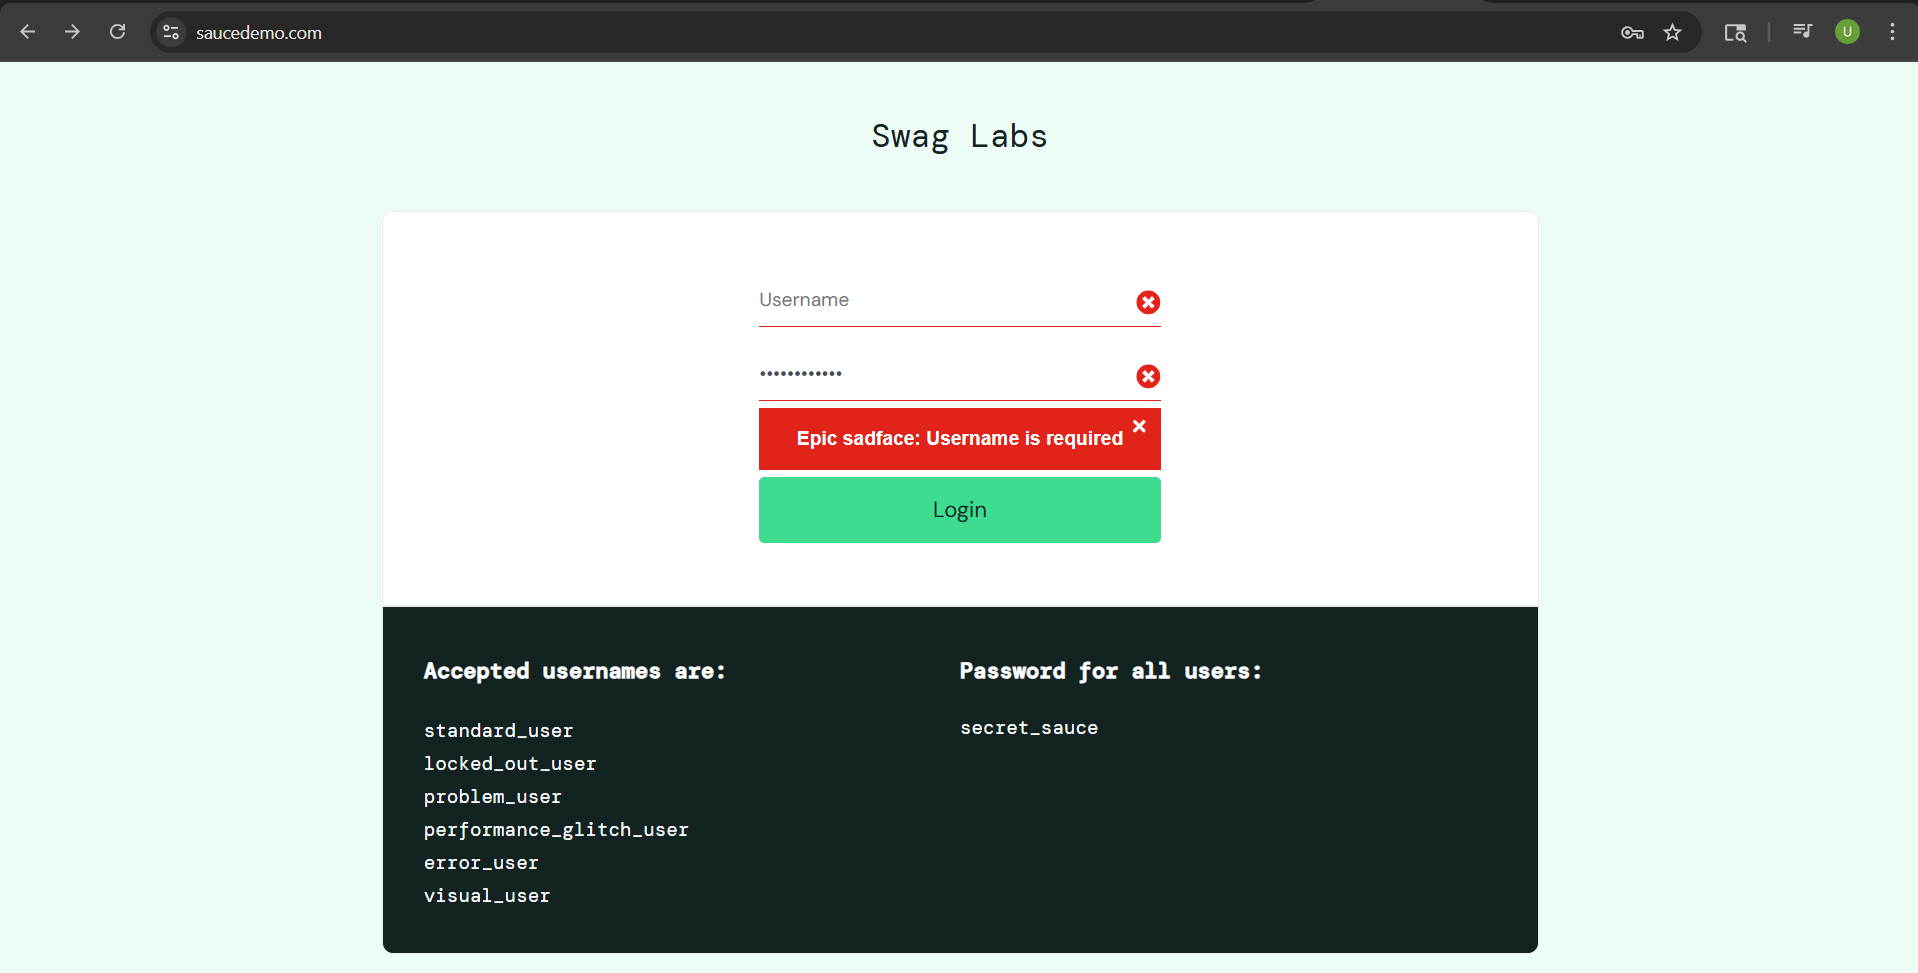 saucedemo.com
U
Swag Labs
Username
••••••••••••
Epic sadface: Username is required
Login
Accepted usernames are:
standard_user
locked_out_user
problem_user
performance_glitch_user
error_user
visual_user
Password for all users:
secret_sauce